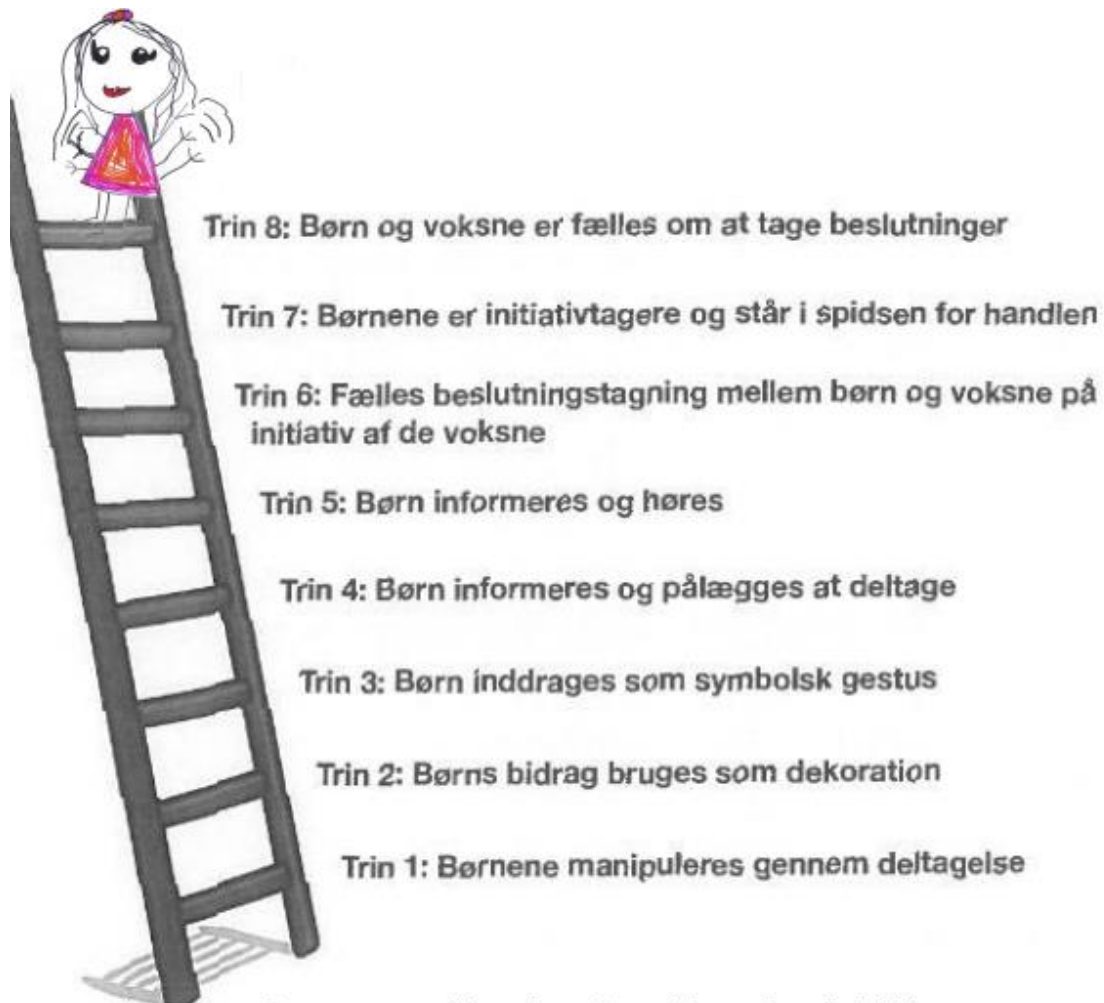 Trin 8: Børn og voksne er fælles om at tage beslutninger
Trin 7: Børnene er initiativtagere og står i spidsen for handlen
Trin 6: Fælles beslutningstagning mellem børn og voksne på
initiativ af de voksne
Trin 5: Børn informeres og høres
Trin 4: Børn informeres og pålægges at deltage
Trin 3: Børn inddrages som symbolsk gestus
Trin 2: Børns bidrag bruges som dekoration
Trin 1: Børnene manipuleres gennem deltagelse